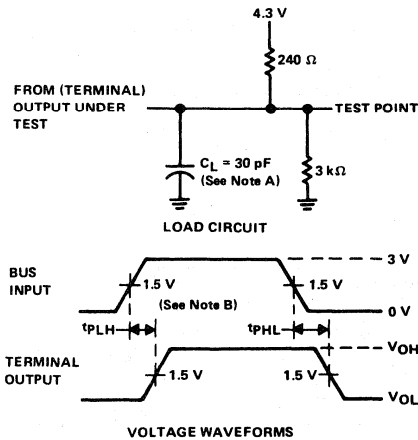 4.3 V
240 Ω
FROM (TERMINAL)
OUTPUT UNDER
TEST
TEST POINT
CL = 30 pF
(See Note A)
3 kΩ
LOAD CIRCUIT
BUS
INPUT
3 V
1.5 V
1.5 V
(See Note B)
0 V
tPLH
tPHL
TERMINAL
OUTPUT
VOH
1.5 V
1.5 V
VOL
VOLTAGE WAVEFORMS